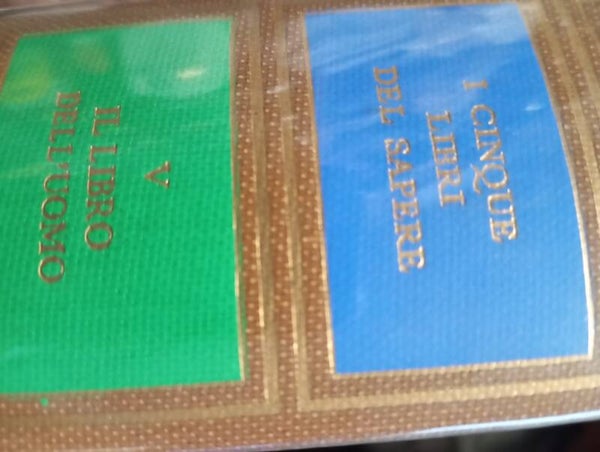 I CINQUE
LIBRI
DEL SAPERE
V
IL LIBRO
DELL'UOMO